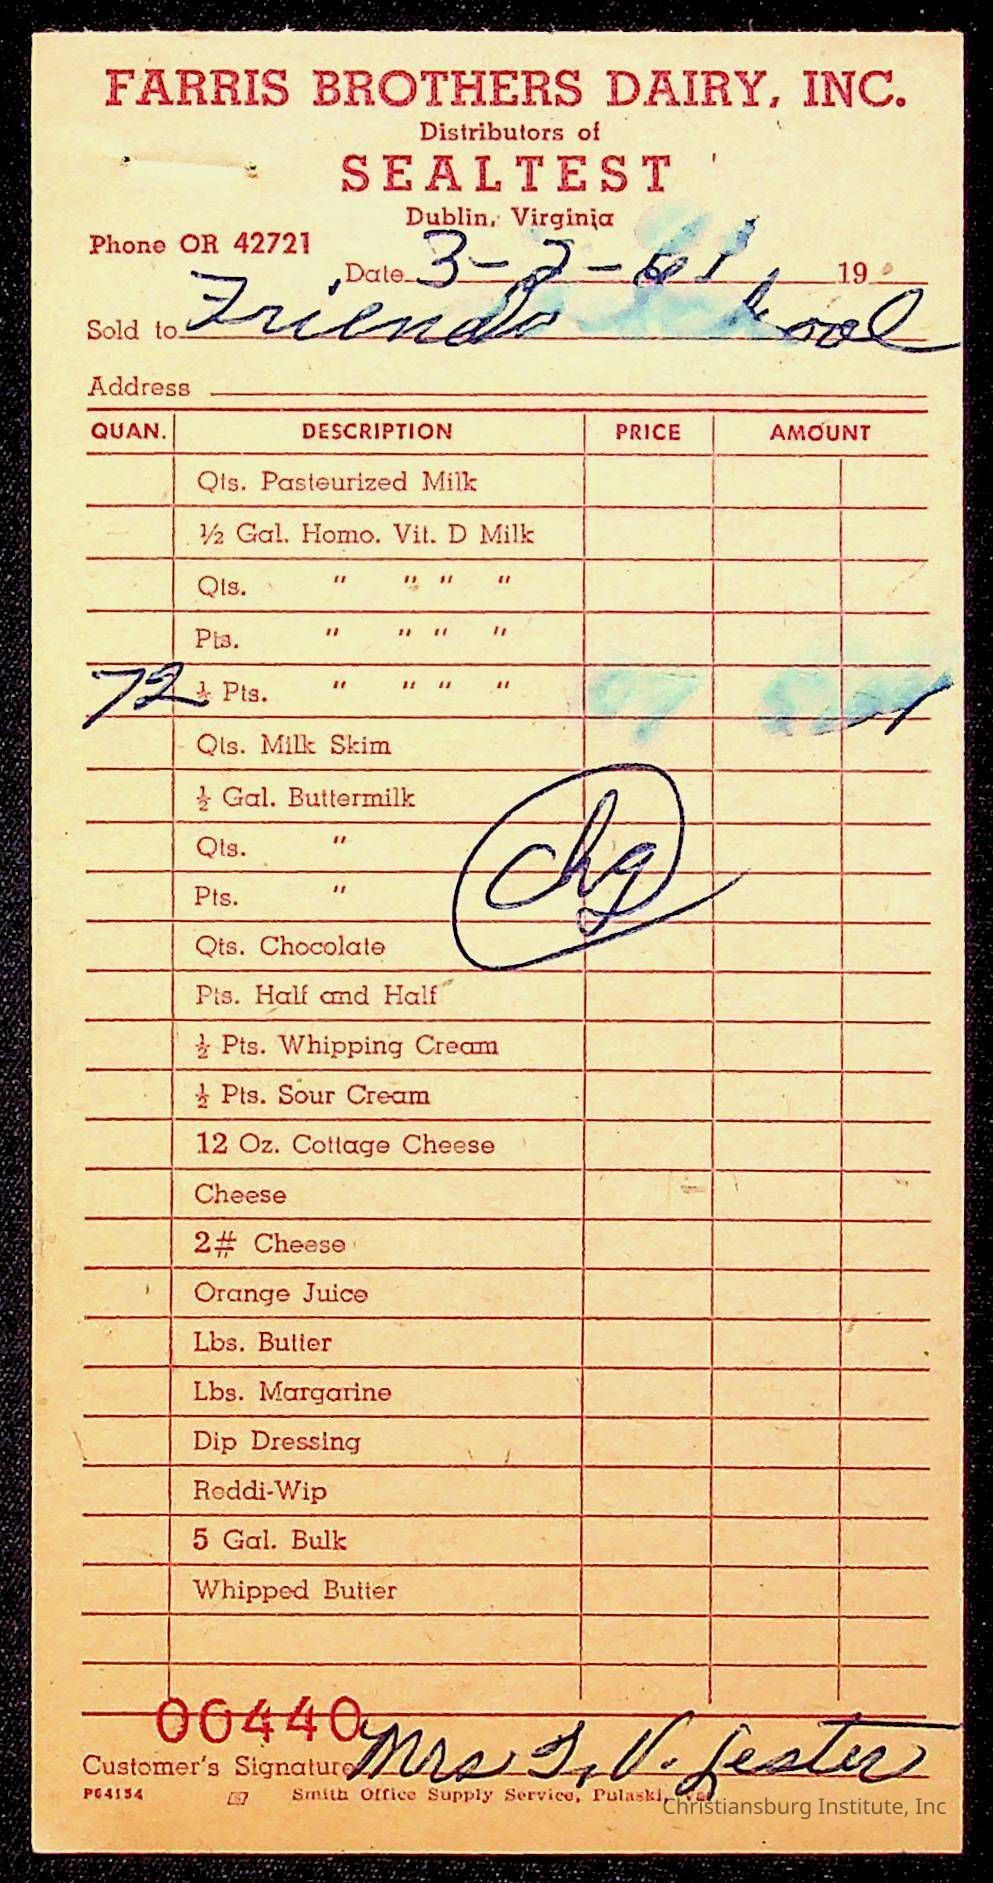 FARRIS BROTHERS DAIRY, INC.
Distributors of
SEALTEST
Dublin, Virginia
Phone OR 42721
Date 3-2-61 19
Sold to Friends School
Address
QUAN. DESCRIPTION PRICE AMOUNT
Qts. Pasteurized Milk
½ Gal. Homo. Vit. D Milk
Qts. " " " "
Pts. " " " "
72 ½ Pts. " " " "
Qts. Milk Skim
½ Gal. Buttermilk
Qts. "
chg
Pts. "
Qts. Chocolate
Pts. Half and Half
½ Pts. Whipping Cream
½ Pts. Sour Cream
12 Oz. Cottage Cheese
Cheese
2# Cheese
Orange Juice
Lbs. Butter
Lbs. Margarine
Dip Dressing
Reddi-Wip
5 Gal. Bulk
Whipped Butter
00440
Customer's Signature Mrs. T. V. Lester
P64154 Smith Office Supply Service, Pulaski, Va.
Christiansburg Institute, Inc